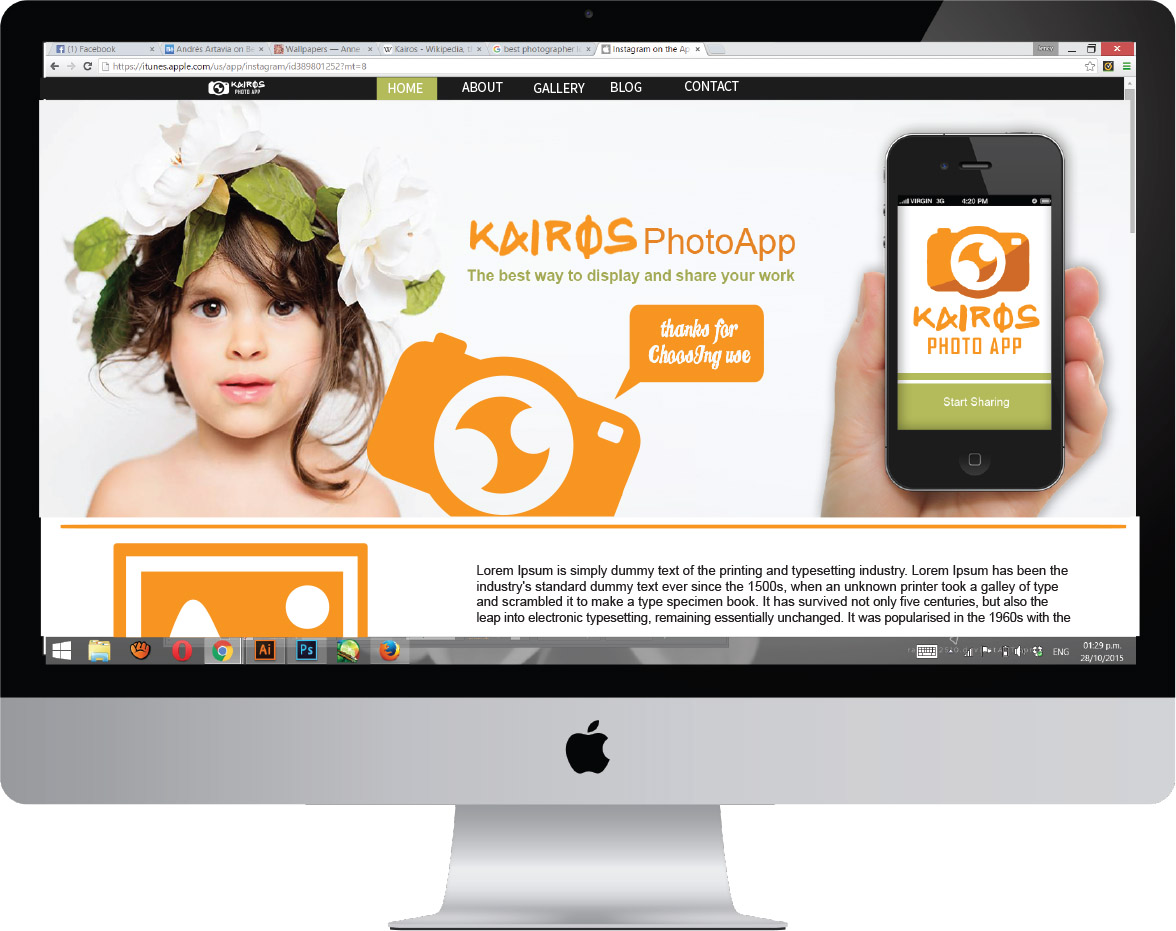 (1) Facebook
Andrés Artavia on Be
Wallpapers — Anne
Kairos - Wikipedia, t
best photographer l
Instagram on the Ap
https://itunes.apple.com/us/app/instagram/id389801252?mt=8
KAIROS
PHOTO APP
HOME ABOUT GALLERY BLOG CONTACT
KAIROS PhotoApp
The best way to display and share your work
thanks for
ChoosIng use
VIRGIN 3G 4:20 PM
KAIROS
PHOTO APP
Start Sharing
Lorem Ipsum is simply dummy text of the printing and typesetting industry. Lorem Ipsum has been the
industry's standard dummy text ever since the 1500s, when an unknown printer took a galley of type
and scrambled it to make a type specimen book. It has survived not only five centuries, but also the
leap into electronic typesetting, remaining essentially unchanged. It was popularised in the 1960s with the
Ai
Ps
ENG
01:29 p.m.
28/10/2015